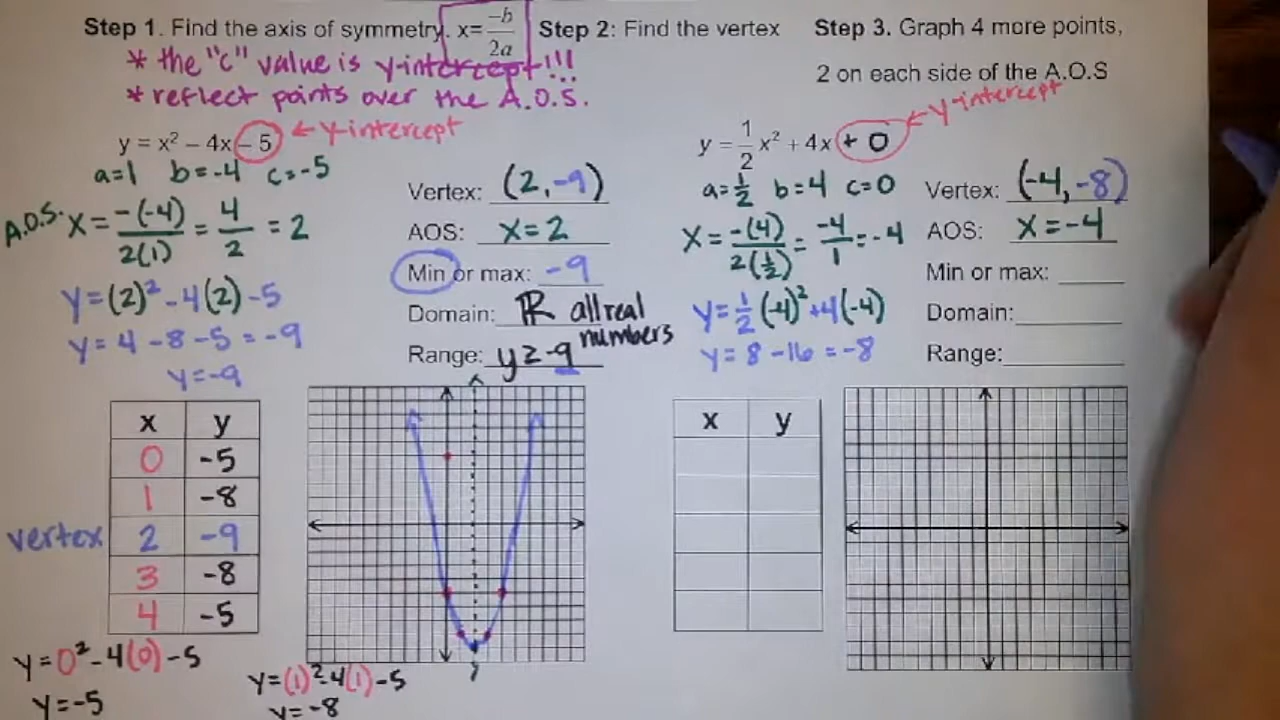 Step 1. Find the axis of symmetry. x= -b/2a Step 2: Find the vertex Step 3. Graph 4 more points,
2 on each side of the A.O.S
* the "c" value is y-intercept!!!
* reflect points over the A.O.S.
y = x² − 4x − 5 ← y-intercept
a=1 b=-4 c=-5
A.O.S. x = -(-4)/2(1) = 4/2 = 2
y=(2)² -4(2)-5
y= 4 -8 -5 = -9
y=-9
Vertex: (2,-9)
AOS: x=2
Min or max: -9
Domain: ℝ all real numbers
Range: y≥-9
x y
0 -5
1 -8
vertex 2 -9
3 -8
4 -5
y=0²-4(0)-5
y=-5
y=(1)²-4(1)-5
y=-8
y = 1/2 x² + 4x + 0 ← y-intercept
a=1/2 b=4 c=0
x= -(4)/2(1/2) = -4/1 = -4
y=1/2(-4)²+4(-4)
y= 8 -16 = -8
Vertex: (-4,-8)
AOS: x=-4
Min or max:
Domain:
Range:
x y